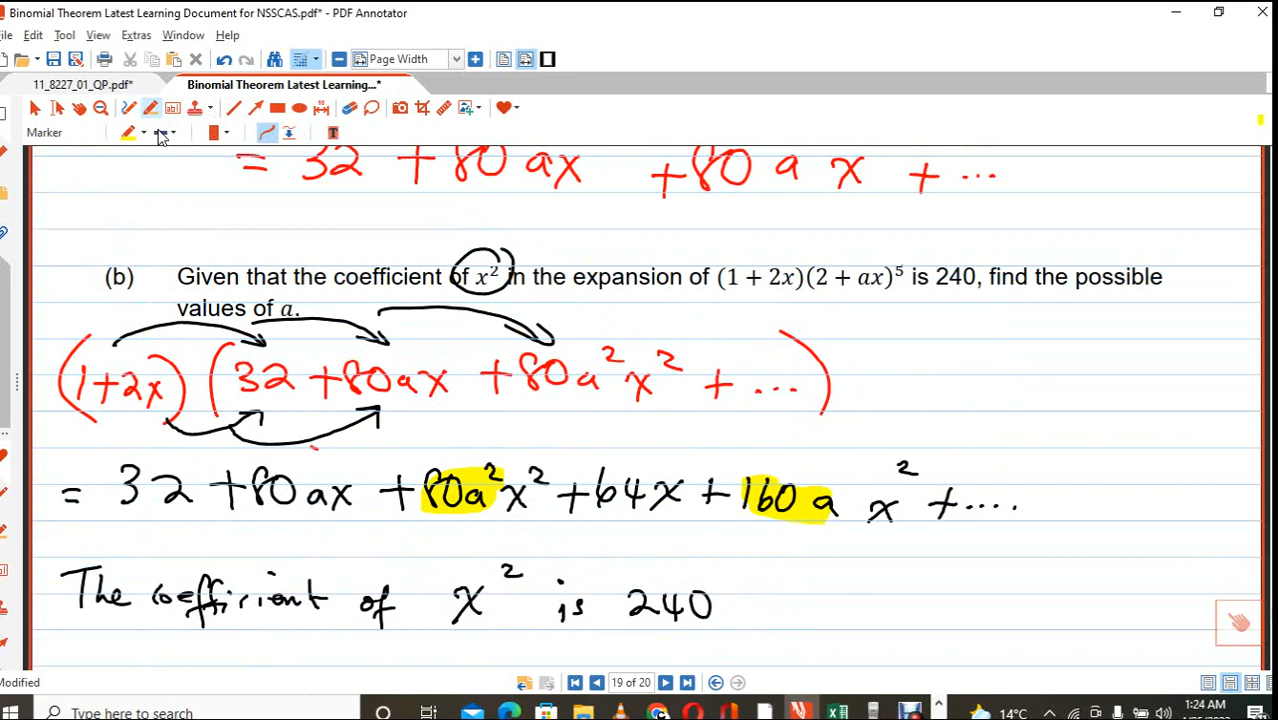 Binomial Theorem Latest Learning Document for NSSCAS.pdf* - PDF Annotator
Edit Tool View Extras Window Help
Page Width
11_8227_01_QP.pdf* Binomial Theorem Latest Learning...*
Marker
= 32 + 80 ax + 80 a x + ...
(b) Given that the coefficient of x² in the expansion of (1 + 2x)(2 + ax)⁵ is 240, find the possible
values of a.
(1+2x) (32 + 80ax + 80a²x² + ... )
= 32 + 80ax + 80a²x² + 64x + 160a x² + ....
The coefficient of x² is 240
Modified 19 of 20
Type here to search 14°C 1:24 AM